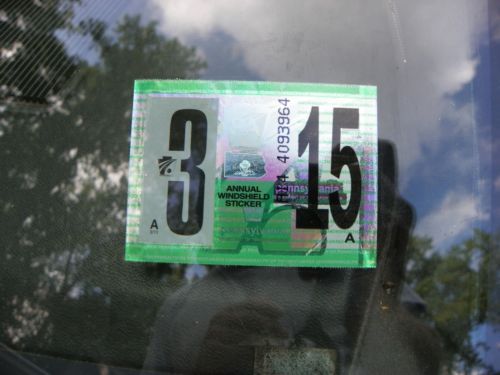 3
A
ANNUAL
WINDSHIELD
STICKER
4093964
15
A
Pennsylvania